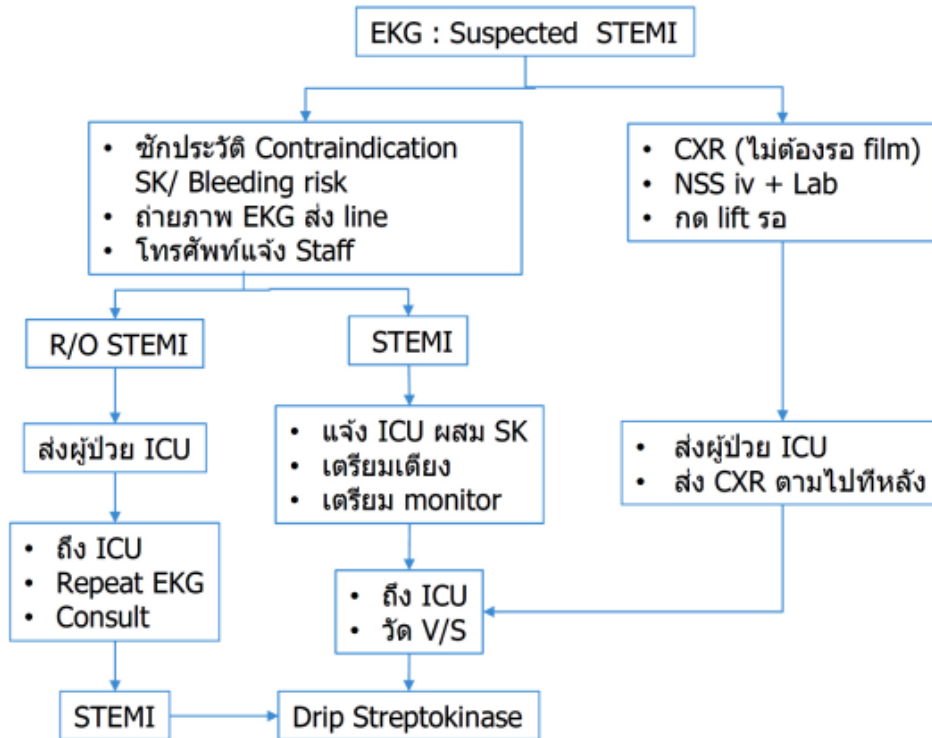 EKG : Suspected STEMI
• ซักประวัติ Contraindication
SK/ Bleeding risk
• ถ่ายภาพ EKG ส่ง line
• โทรศัพท์แจ้ง Staff
• CXR (ไม่ต้องรอ film)
• NSS iv + Lab
• กด lift รอ
R/O STEMI
STEMI
ส่งผู้ป่วย ICU
• แจ้ง ICU ผสม SK
• เตรียมเตียง
• เตรียม monitor
• ส่งผู้ป่วย ICU
• ส่ง CXR ตามไปทีหลัง
• ถึง ICU
• Repeat EKG
• Consult
• ถึง ICU
• วัด V/S
STEMI
Drip Streptokinase